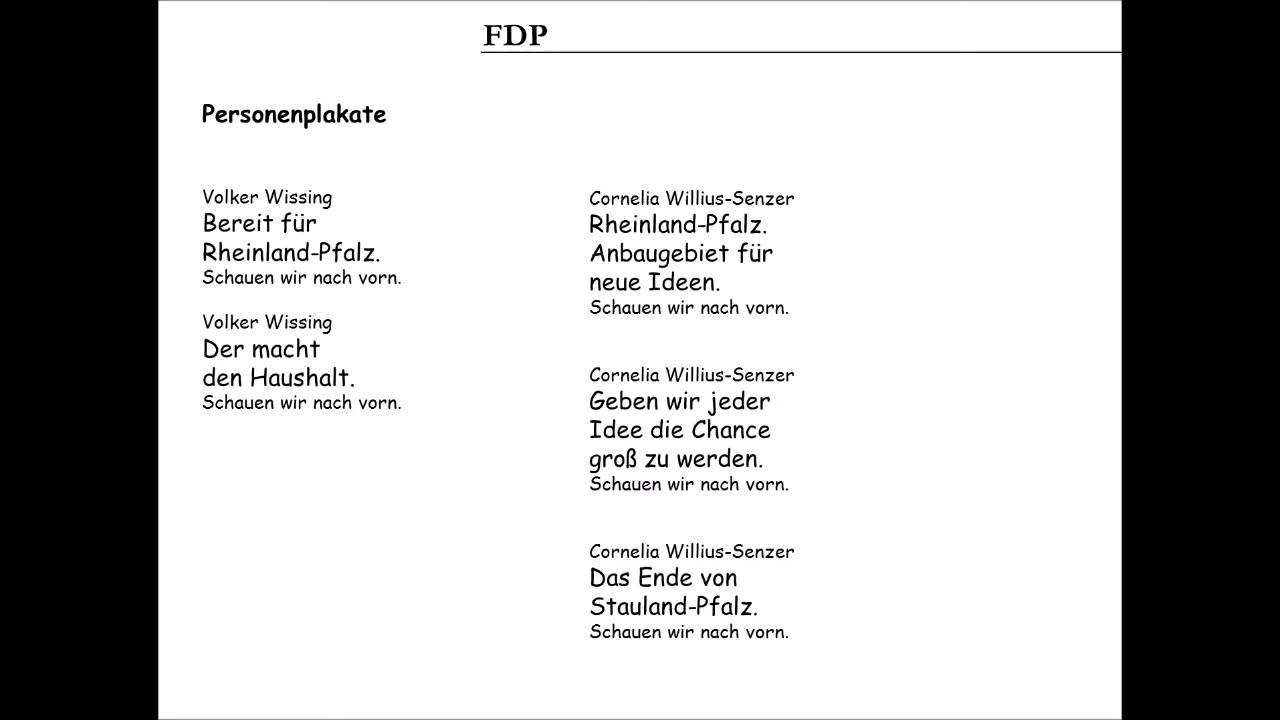 FDP
Personenplakate
Volker Wissing
Bereit für
Rheinland-Pfalz.
Schauen wir nach vorn.
Volker Wissing
Der macht
den Haushalt.
Schauen wir nach vorn.
Cornelia Willius-Senzer
Rheinland-Pfalz.
Anbaugebiet für
neue Ideen.
Schauen wir nach vorn.
Cornelia Willius-Senzer
Geben wir jeder
Idee die Chance
groß zu werden.
Schauen wir nach vorn.
Cornelia Willius-Senzer
Das Ende von
Stauland-Pfalz.
Schauen wir nach vorn.